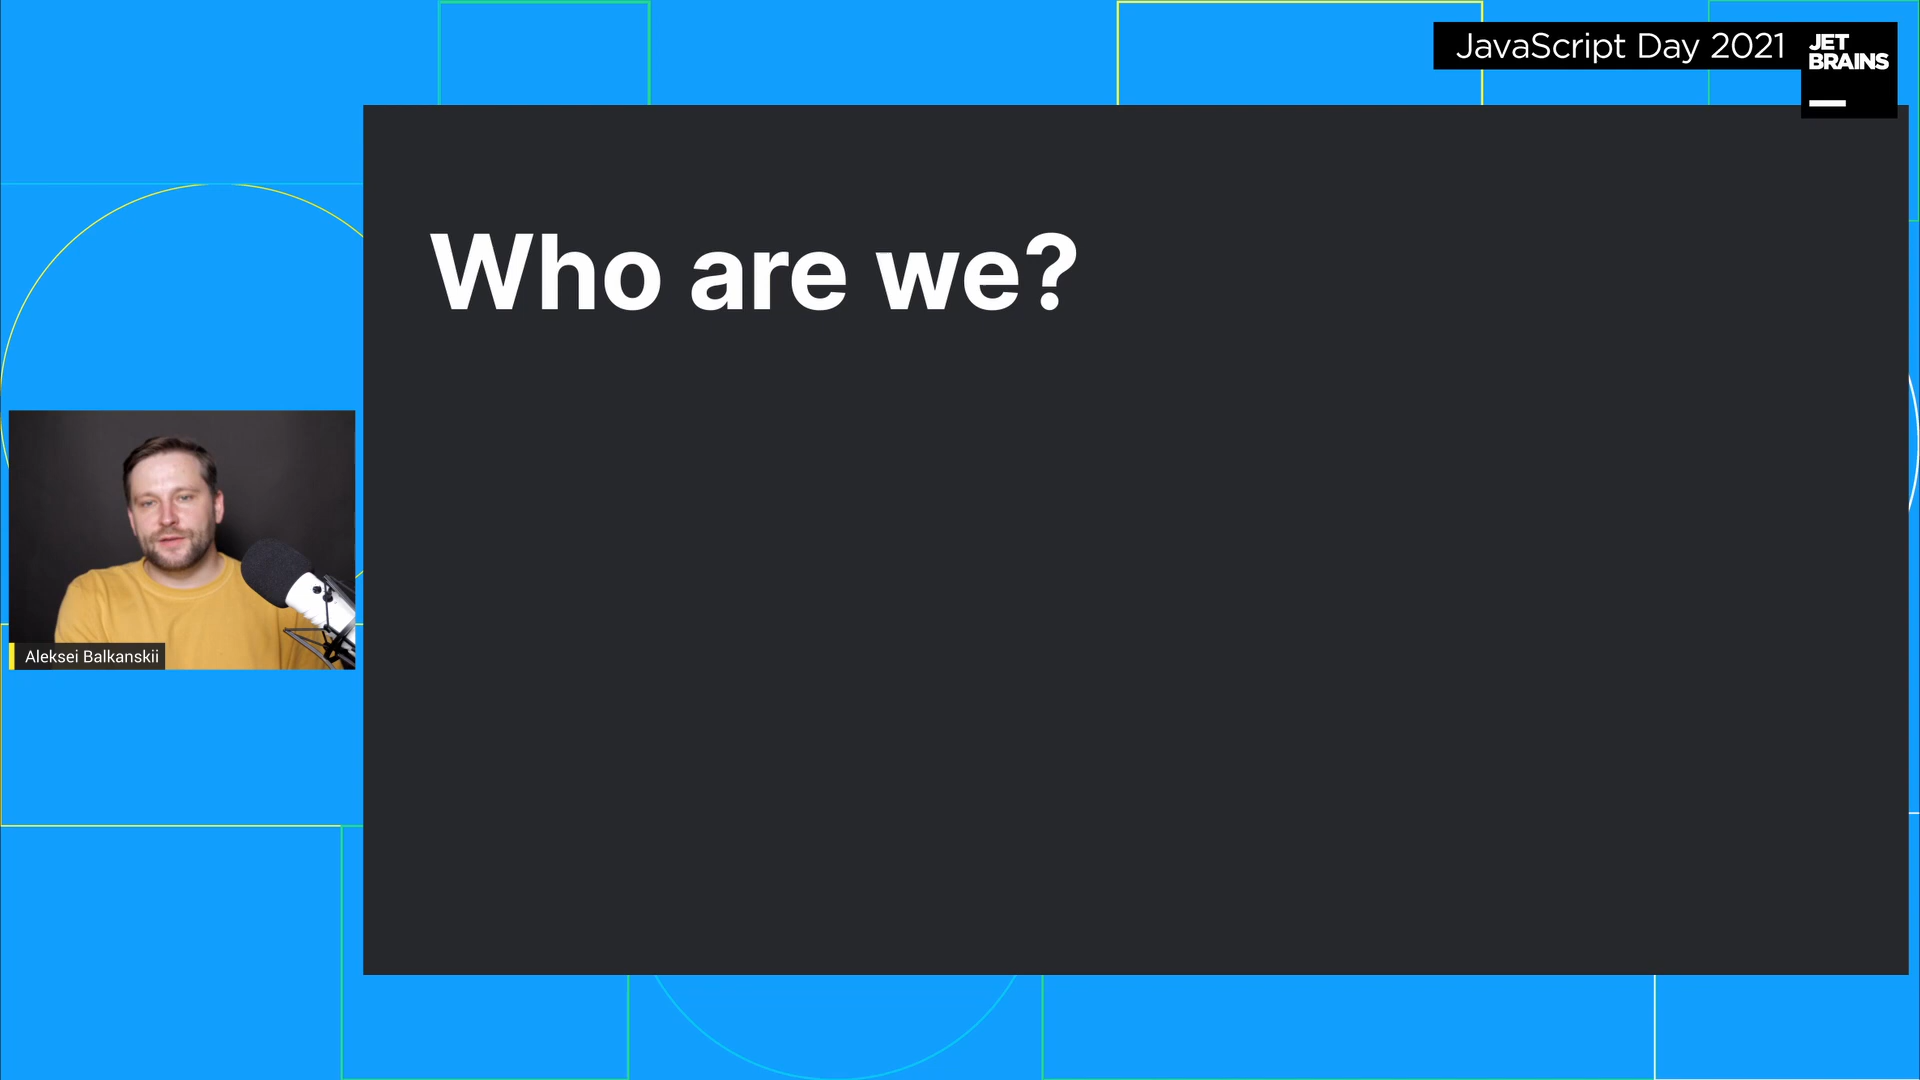 JavaScript Day 2021
JET
BRAINS
Who are we?
Aleksei Balkanskii